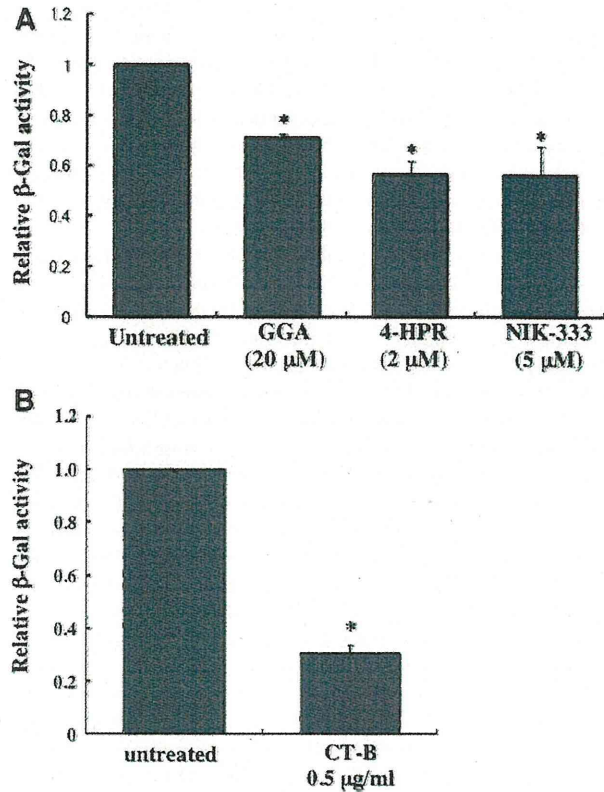 A
Relative β-Gal activity
1.2
1
0.8
0.6
0.4
0.2
0
*
*
*
Untreated
GGA
(20 μM)
4-HPR
(2 μM)
NIK-333
(5 μM)
B
Relative β-Gal activity
1.2
1.0
0.8
0.6
0.4
0.2
0
*
untreated
CT-B
0.5 μg/ml